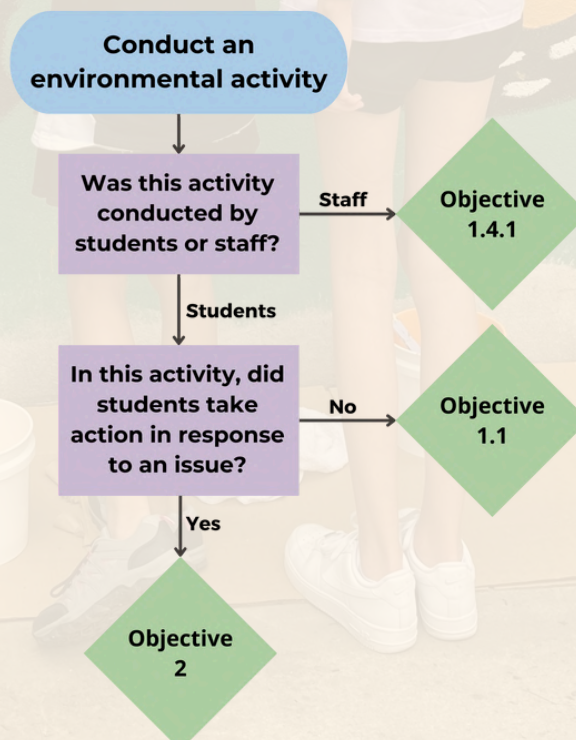 Conduct an
environmental activity
Was this activity
conducted by
students or staff?
Staff
Objective
1.4.1
Students
In this activity, did
students take
action in response
to an issue?
No
Objective
1.1
Yes
Objective
2